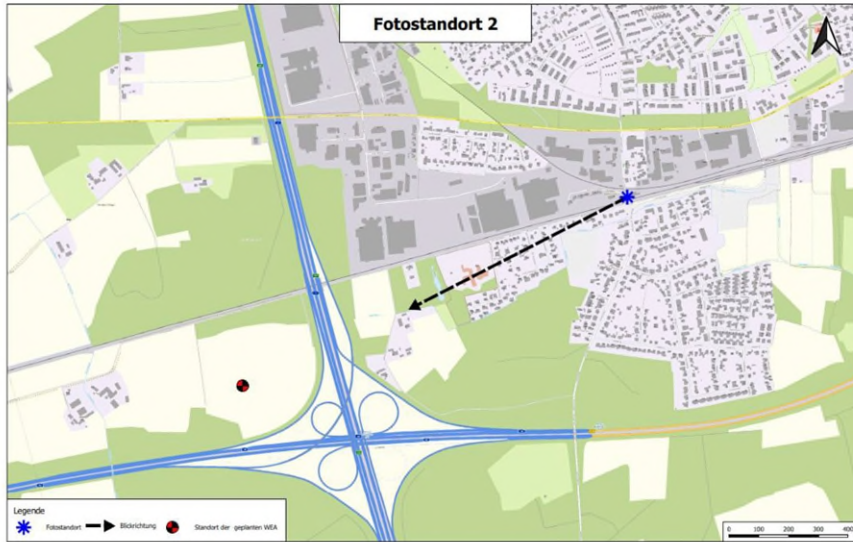 Fotostandort 2
Legende
Fotostandort
Blickrichtung
Standort der geplanten WEA
0 100 200 300 400